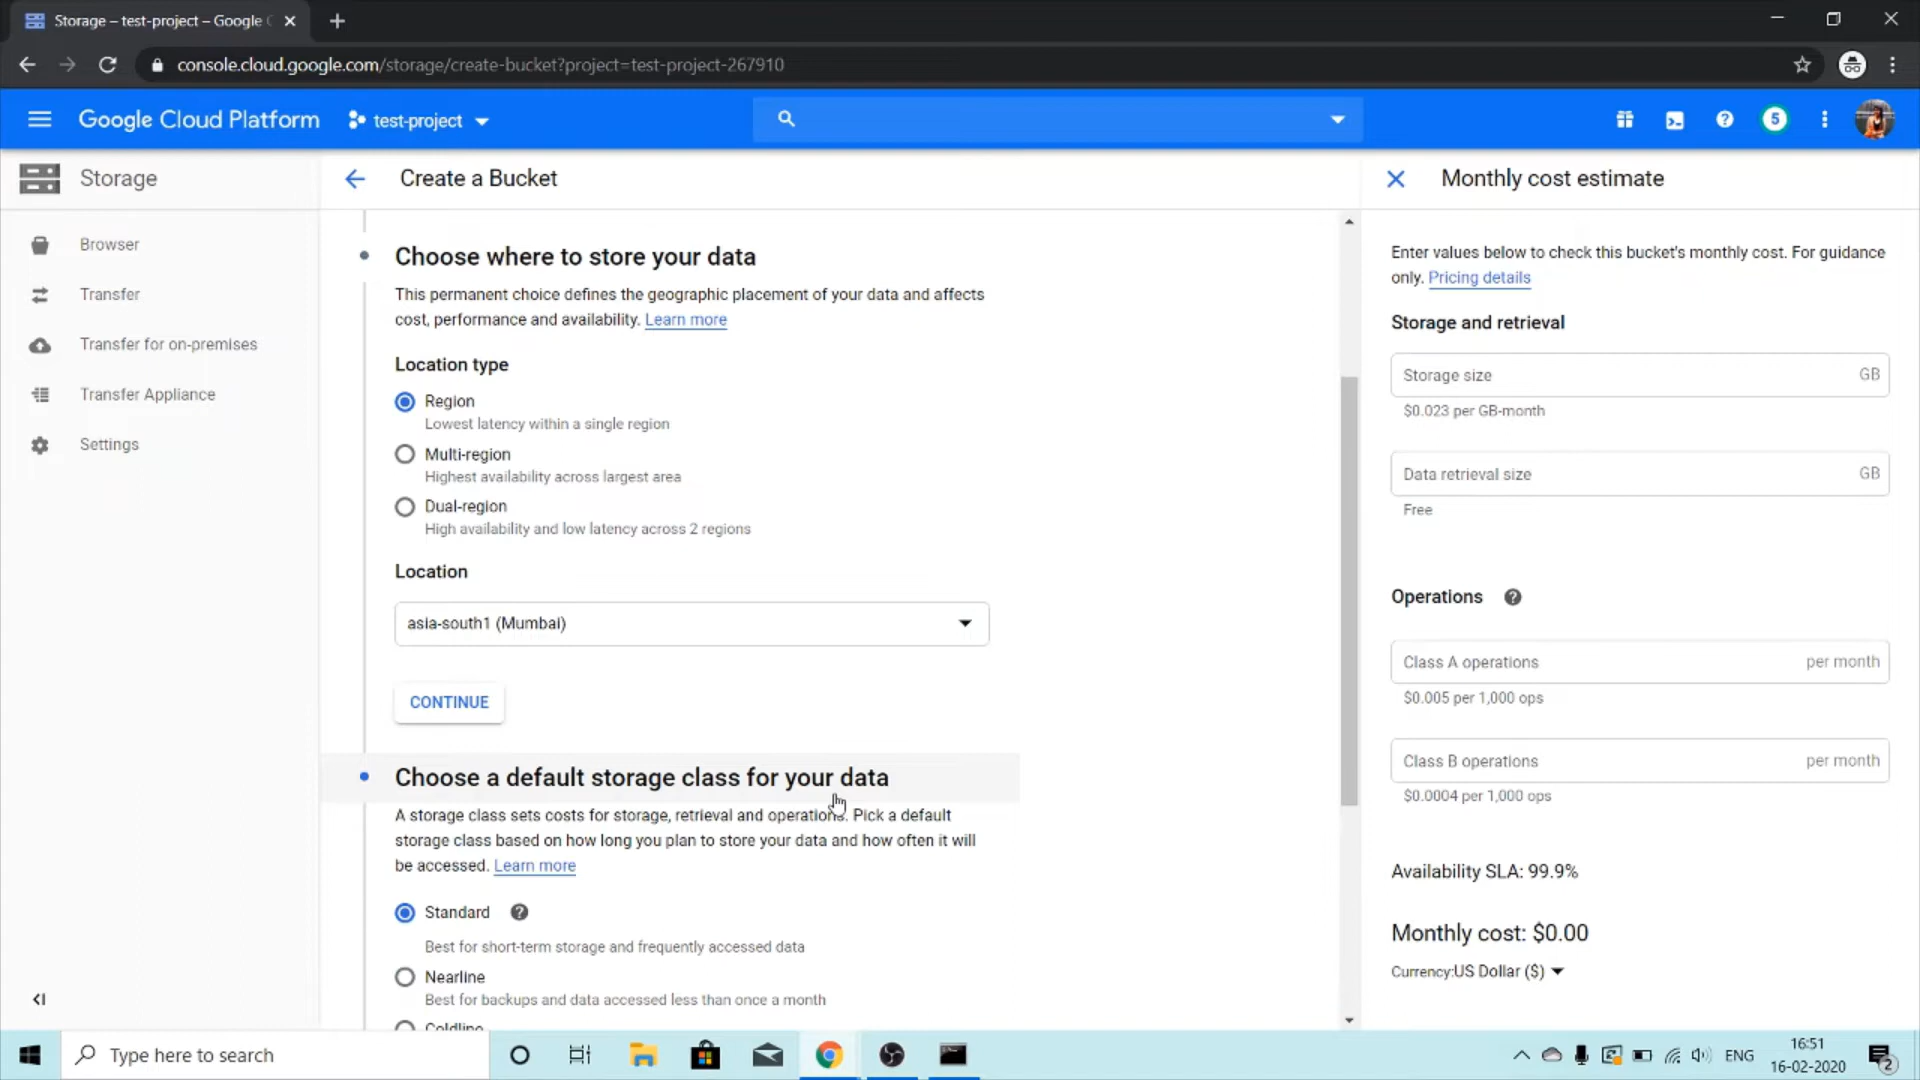 Storage – test-project – Google C
console.cloud.google.com/storage/create-bucket?project=test-project-267910
Google Cloud Platform
test-project
5
Storage
Create a Bucket
Monthly cost estimate
Browser
Transfer
Transfer for on-premises
Transfer Appliance
Settings
Choose where to store your data
This permanent choice defines the geographic placement of your data and affects
cost, performance and availability. Learn more
Location type
Region
Lowest latency within a single region
Multi-region
Highest availability across largest area
Dual-region
High availability and low latency across 2 regions
Location
asia-south1 (Mumbai)
CONTINUE
Choose a default storage class for your data
A storage class sets costs for storage, retrieval and operations. Pick a default
storage class based on how long you plan to store your data and how often it will
be accessed. Learn more
Standard
Best for short-term storage and frequently accessed data
Nearline
Best for backups and data accessed less than once a month
Coldline
Enter values below to check this bucket's monthly cost. For guidance
only. Pricing details
Storage and retrieval
Storage size GB
$0.023 per GB-month
Data retrieval size GB
Free
Operations
Class A operations per month
$0.005 per 1,000 ops
Class B operations per month
$0.0004 per 1,000 ops
Availability SLA: 99.9%
Monthly cost: $0.00
Currency:US Dollar ($)
Type here to search
ENG
16:51
16-02-2020
2